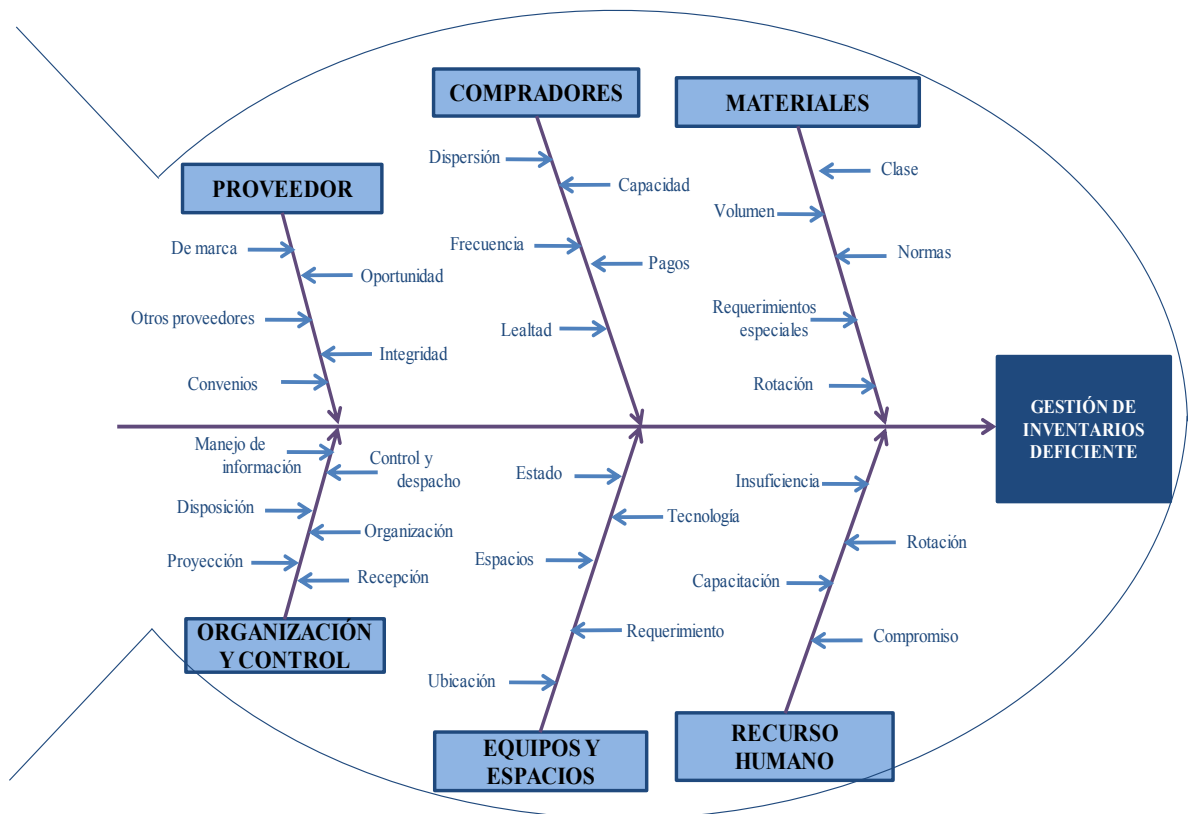 COMPRADORES
MATERIALES
PROVEEDOR
Dispersión
Capacidad
Frecuencia
Pagos
Lealtad
Clase
Volumen
Normas
Requerimientos
especiales
Rotación
De marca
Oportunidad
Otros proveedores
Integridad
Convenios
GESTIÓN DE
INVENTARIOS
DEFICIENTE
Manejo de
información
Control y
despacho
Disposición
Organización
Proyección
Recepción
ORGANIZACIÓN
Y CONTROL
Estado
Tecnología
Espacios
Requerimiento
Ubicación
EQUIPOS Y
ESPACIOS
Insuficiencia
Rotación
Capacitación
Compromiso
RECURSO
HUMANO